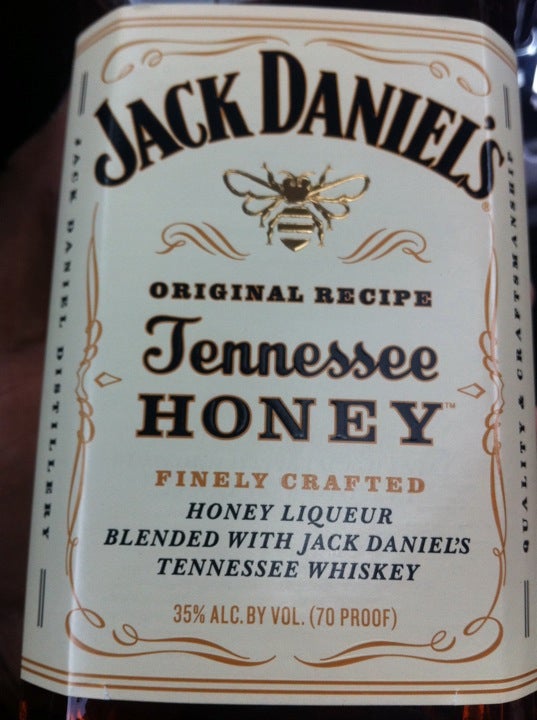 JACK DANIEL'S
ORIGINAL RECIPE
Tennessee
HONEY™
FINELY CRAFTED
HONEY LIQUEUR
BLENDED WITH JACK DANIEL'S
TENNESSEE WHISKEY
35% ALC. BY VOL. (70 PROOF)
JACK DANIEL DISTILLERY
QUALITY & CRAFTSMANSHIP